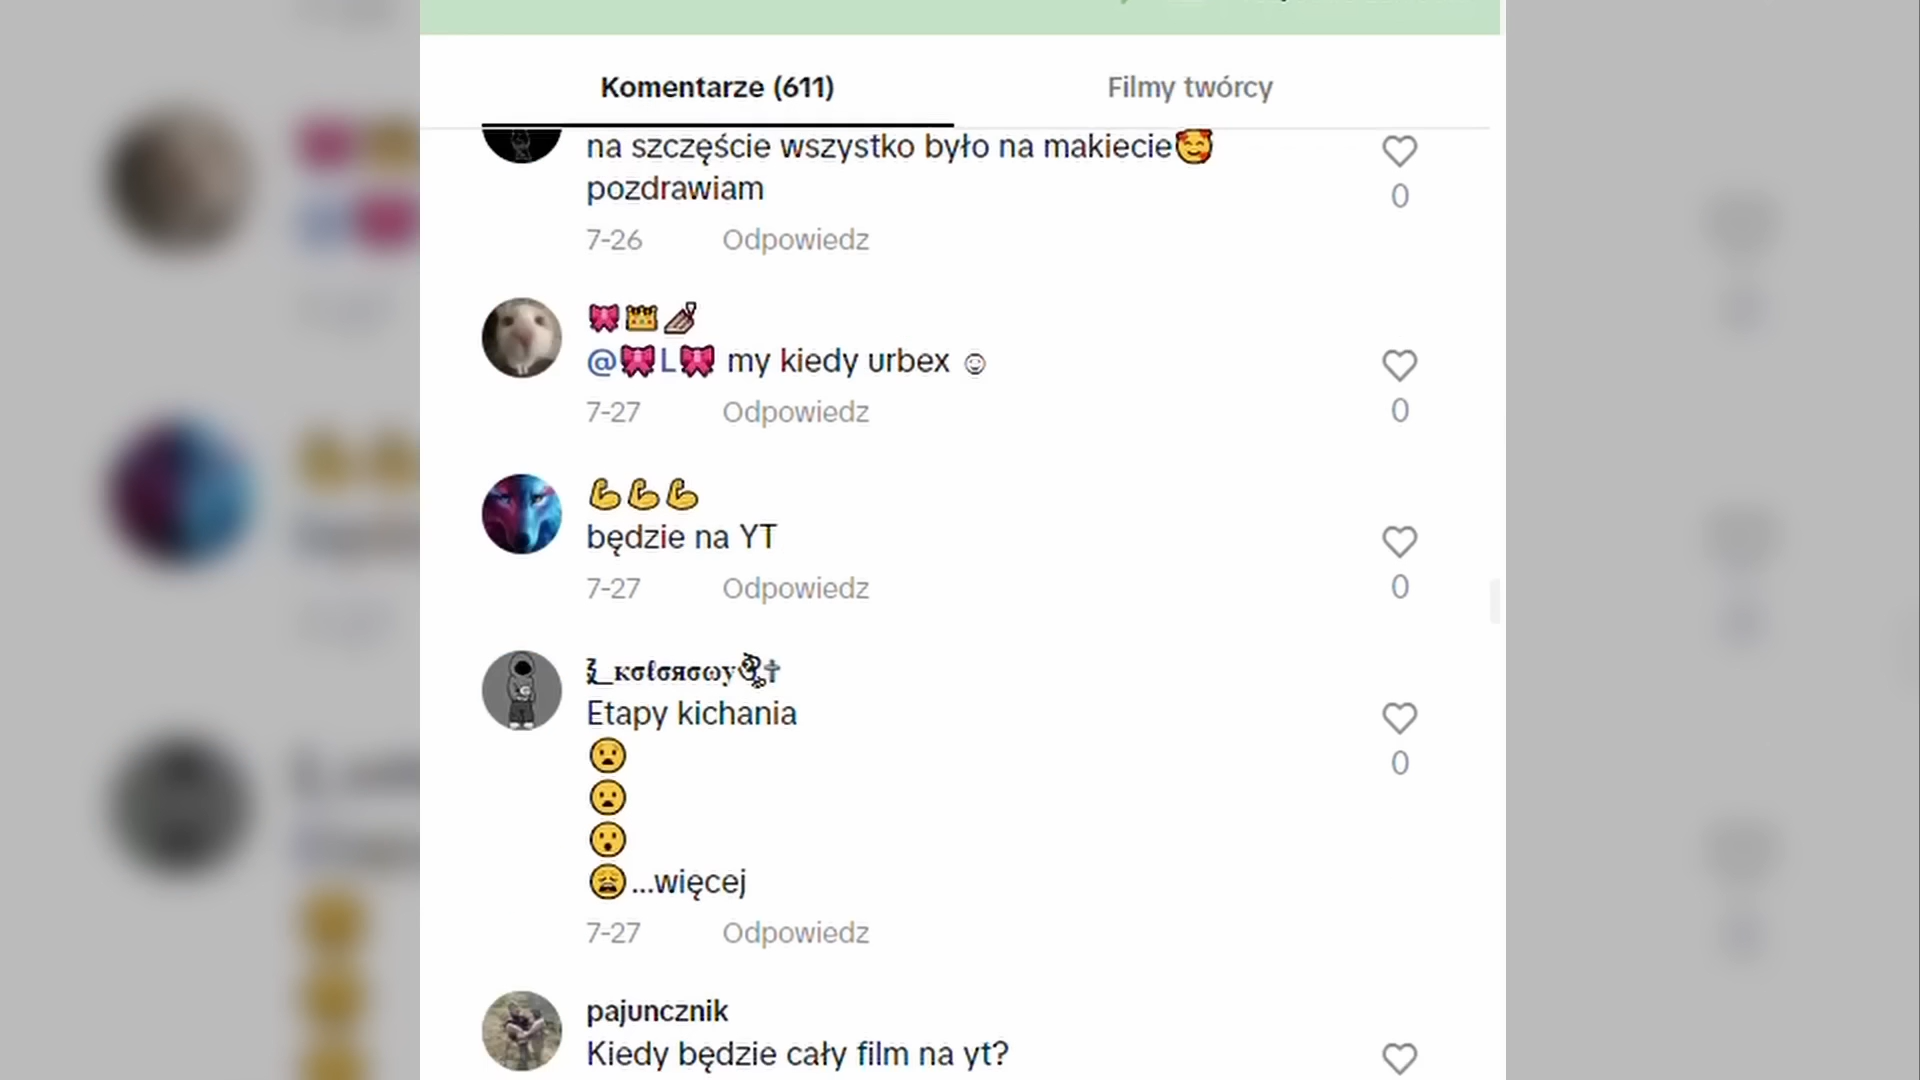 Komentarze (611)
Filmy twórcy
na szczęście wszystko było na makiecie🥰
pozdrawiam
0
7-26 Odpowiedz
🎀👑💅🏽
@🎀L🎀 my kiedy urbex ☺
0
7-27 Odpowiedz
💪💪💪
będzie na YT
0
7-27 Odpowiedz
_κσℓσяσωу
Etapy kichania
0
😦
😦
😯
😩...więcej
7-27 Odpowiedz
pajuncznik
Kiedy będzie cały film na yt?